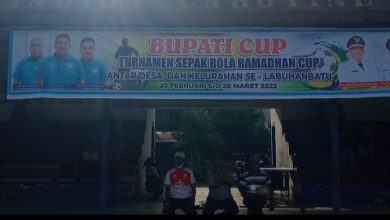 BUPATI CUP
TURNAMEN SEPAK BOLA RAMADHAN CUP
ANTAR DESA DAN KELURAHAN SE - LABUHANBATU
20 FEBRUARI S/D 20 MARET 2022